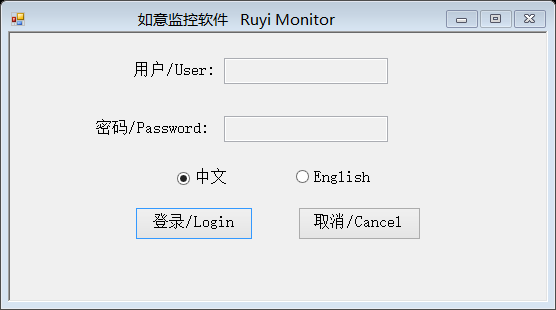 如意监控软件 Ruyi Monitor
用户/User:
密码/Password:
中文 English
登录/Login 取消/Cancel